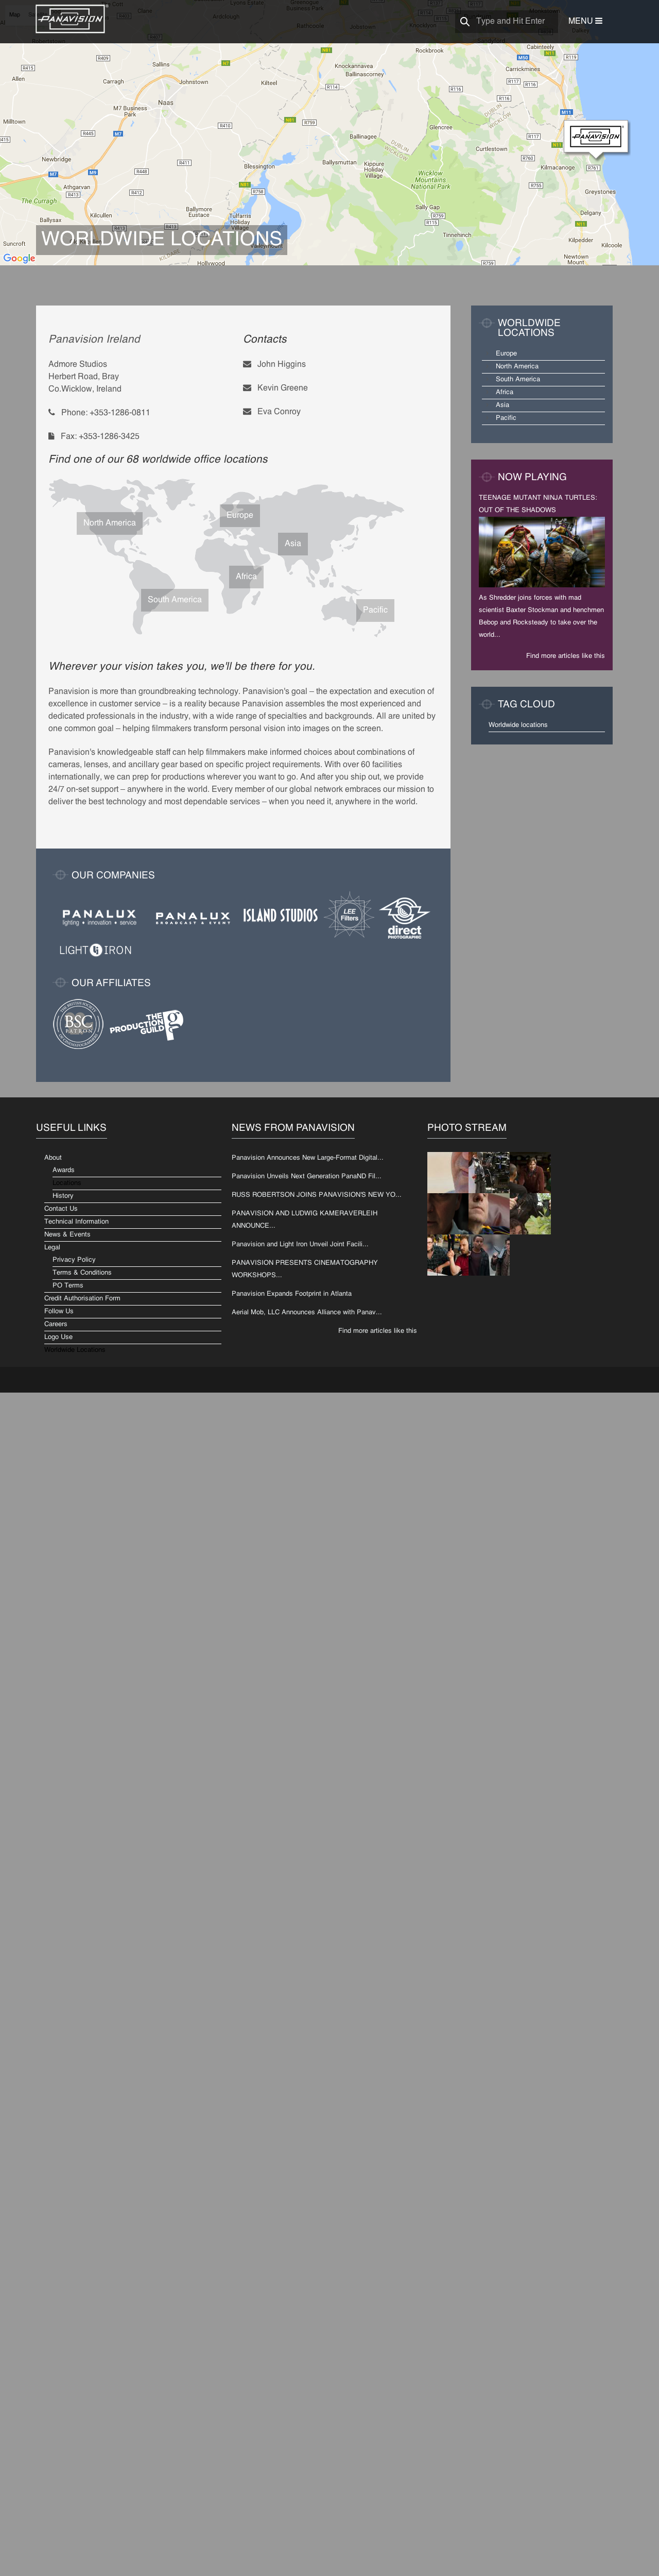 PANAVISION
Type and Hit Enter
MENU
Cabinteely
Rockbrook
Sallins
Johnstown
Kilteel
Knockannavea
Ballinascorney
Carrickmines
Allen
Carragh
Naas
M7 Business
Park
Milltown
Glencree
Ballinagee
Curtlestown
PANAVISION
Newbridge
Blessington
Ballysmuttan
Kippure
Holiday
Village
Wicklow
Mountains
National Park
Kilmacanoge
Greystones
The Curragh
Athgarvan
Kilcullen
Ballymore
Eustace
Tulfarris
Holiday
Village
Sally Gap
Delgany
Ballysax
Suncroft
WORLDWIDE LOCATIONS
Tinnehinch
Kilpedder
Kilcoole
Newtown
Mount
Hollywood
Google
Panavision Ireland
Admore Studios
Herbert Road, Bray
Co.Wicklow, Ireland
Phone: +353-1286-0811
Fax: +353-1286-3425
Contacts
John Higgins
Kevin Greene
Eva Conroy
Find one of our 68 worldwide office locations
North America
Europe
Asia
Africa
South America
Pacific
Wherever your vision takes you, we'll be there for you.
Panavision is more than groundbreaking technology. Panavision's goal – the expectation and execution of
excellence in customer service – is a reality because Panavision assembles the most experienced and
dedicated professionals in the industry, with a wide range of specialties and backgrounds. All are united by
one common goal – helping filmmakers transform personal vision into images on the screen.
Panavision's knowledgeable staff can help filmmakers make informed choices about combinations of
cameras, lenses, and ancillary gear based on specific project requirements. With over 60 facilities
internationally, we can prep for productions wherever you want to go. And after you ship out, we provide
24/7 on-set support – anywhere in the world. Every member of our global network embraces our mission to
deliver the best technology and most dependable services – when you need it, anywhere in the world.
OUR COMPANIES
PANALUX
lighting • innovation • service
PANALUX
BROADCAST & EVENT
ISLAND STUDIOS
LEE
Filters
direct
PHOTOGRAPHIC
LIGHT IRON
OUR AFFILIATES
BSC
PATRON
THE
PRODUCTION
GUILD
WORLDWIDE
LOCATIONS
Europe
North America
South America
Africa
Asia
Pacific
NOW PLAYING
TEENAGE MUTANT NINJA TURTLES:
OUT OF THE SHADOWS
As Shredder joins forces with mad
scientist Baxter Stockman and henchmen
Bebop and Rocksteady to take over the
world...
Find more articles like this
TAG CLOUD
Worldwide locations
USEFUL LINKS
About
Awards
Locations
History
Contact Us
Technical Information
News & Events
Legal
Privacy Policy
Terms & Conditions
PO Terms
Credit Authorisation Form
Follow Us
Careers
Logo Use
Worldwide Locations
NEWS FROM PANAVISION
Panavision Announces New Large-Format Digital...
Panavision Unveils Next Generation PanaND Fil...
RUSS ROBERTSON JOINS PANAVISION'S NEW YO...
PANAVISION AND LUDWIG KAMERAVERLEIH
ANNOUNCE...
Panavision and Light Iron Unveil Joint Facili...
PANAVISION PRESENTS CINEMATOGRAPHY
WORKSHOPS...
Panavision Expands Footprint in Atlanta
Aerial Mob, LLC Announces Alliance with Panav...
Find more articles like this
PHOTO STREAM